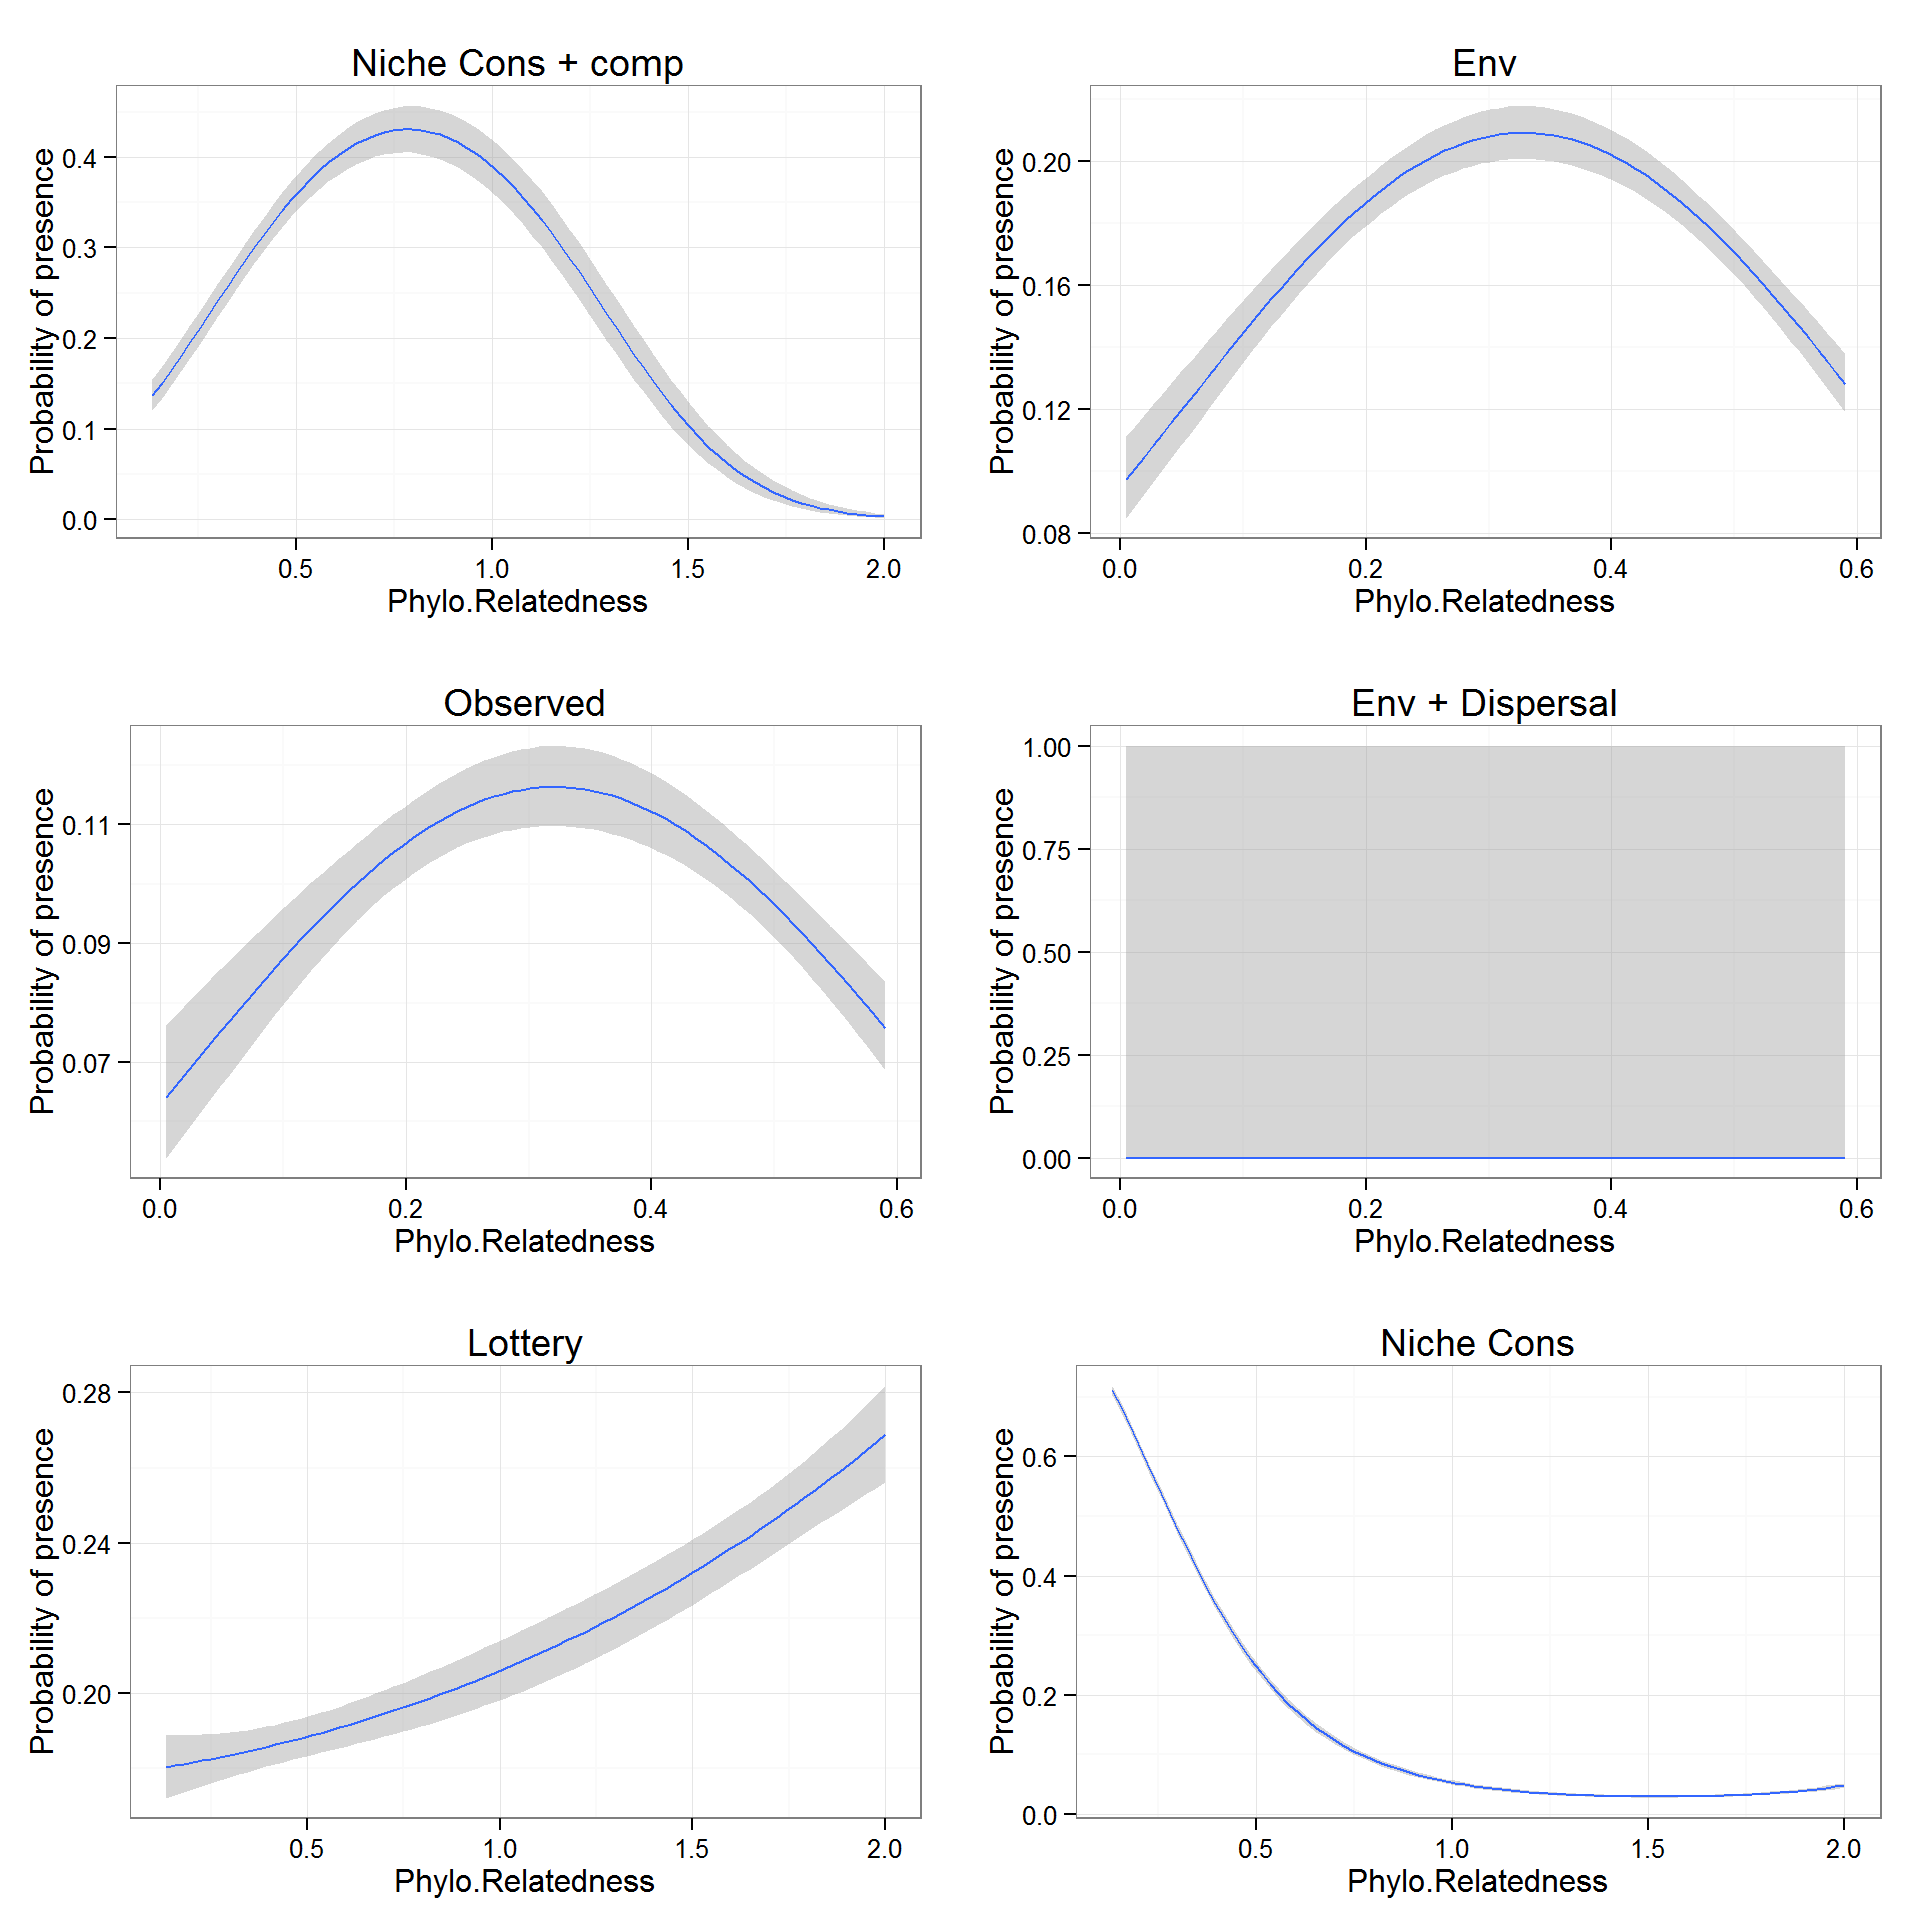 Niche Cons + comp
Probability of presence
0.4
0.3
0.2
0.1
0.0
0.5 1.0 1.5 2.0
Phylo.Relatedness
Env
Probability of presence
0.20
0.16
0.12
0.08
0.0 0.2 0.4 0.6
Phylo.Relatedness
Observed
Probability of presence
0.11
0.09
0.07
0.0 0.2 0.4 0.6
Phylo.Relatedness
Env + Dispersal
Probability of presence
1.00
0.75
0.50
0.25
0.00
0.0 0.2 0.4 0.6
Phylo.Relatedness
Lottery
Probability of presence
0.28
0.24
0.20
0.5 1.0 1.5 2.0
Phylo.Relatedness
Niche Cons
Probability of presence
0.6
0.4
0.2
0.0
0.5 1.0 1.5 2.0
Phylo.Relatedness